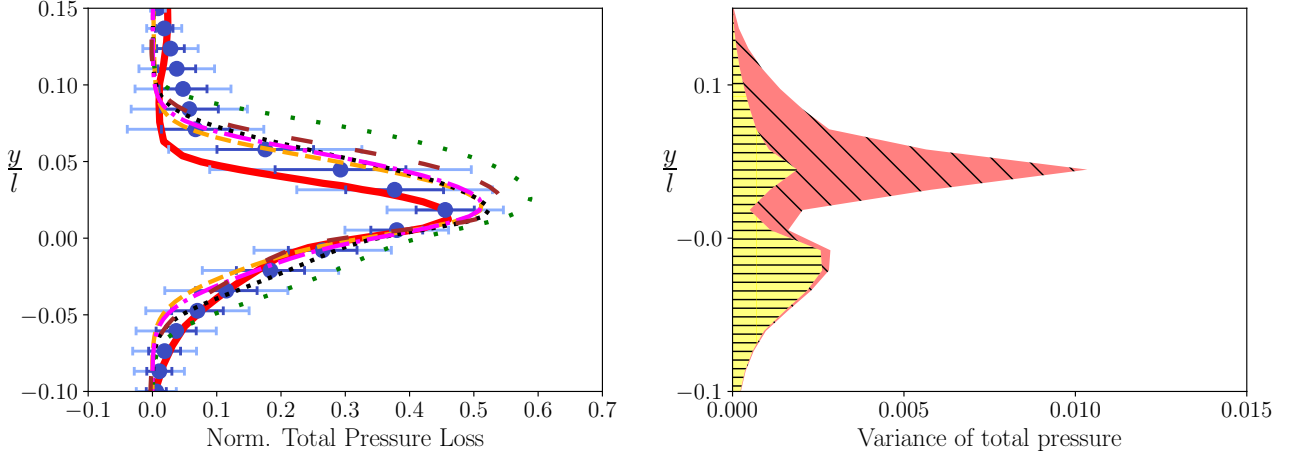 0.15
0.10
0.05
0.00
−0.05
−0.10
y
l
−0.1 0.0 0.1 0.2 0.3 0.4 0.5 0.6 0.7
Norm. Total Pressure Loss
0.1
−0.0
−0.1
y
l
0.000 0.005 0.010 0.015
Variance of total pressure